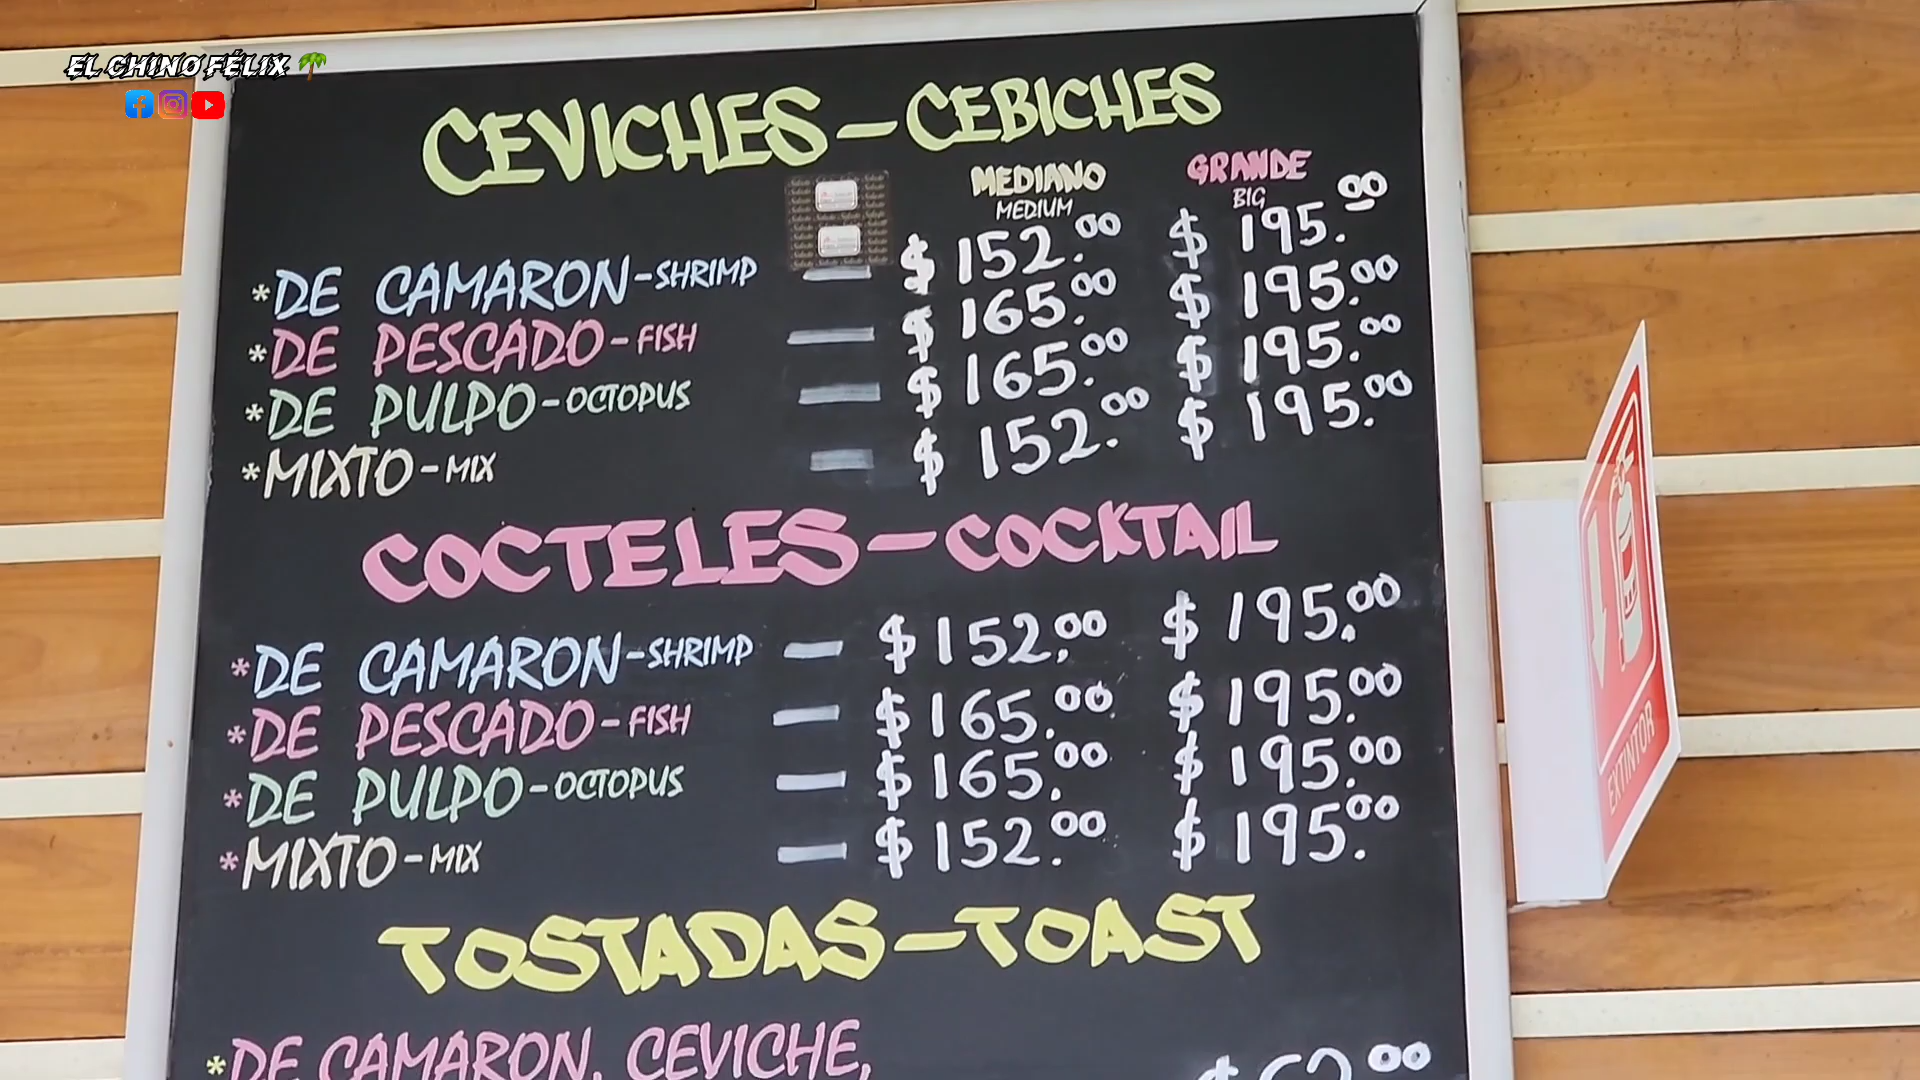 EL CHINO FÉLIX
CEVICHES - CEBICHES
MEDIANO GRANDE
MEDIUM BIG
*DE CAMARON - SHRIMP — $ 152.00 $ 195.00
*DE PESCADO - FISH — $ 165.00 $ 195.00
*DE PULPO - OCTOPUS — $ 165.00 $ 195.00
*MIXTO - MIX — $ 152.00 $ 195.00
COCTELES - COCKTAIL
*DE CAMARON - SHRIMP — $ 152.00 $ 195.00
*DE PESCADO - FISH — $ 165.00 $ 195.00
*DE PULPO - OCTOPUS — $ 165.00 $ 195.00
*MIXTO - MIX — $ 152.00 $ 195.00
TOSTADAS - TOAST
*DE CAMARON, CEVICHE,
EXTINTOR